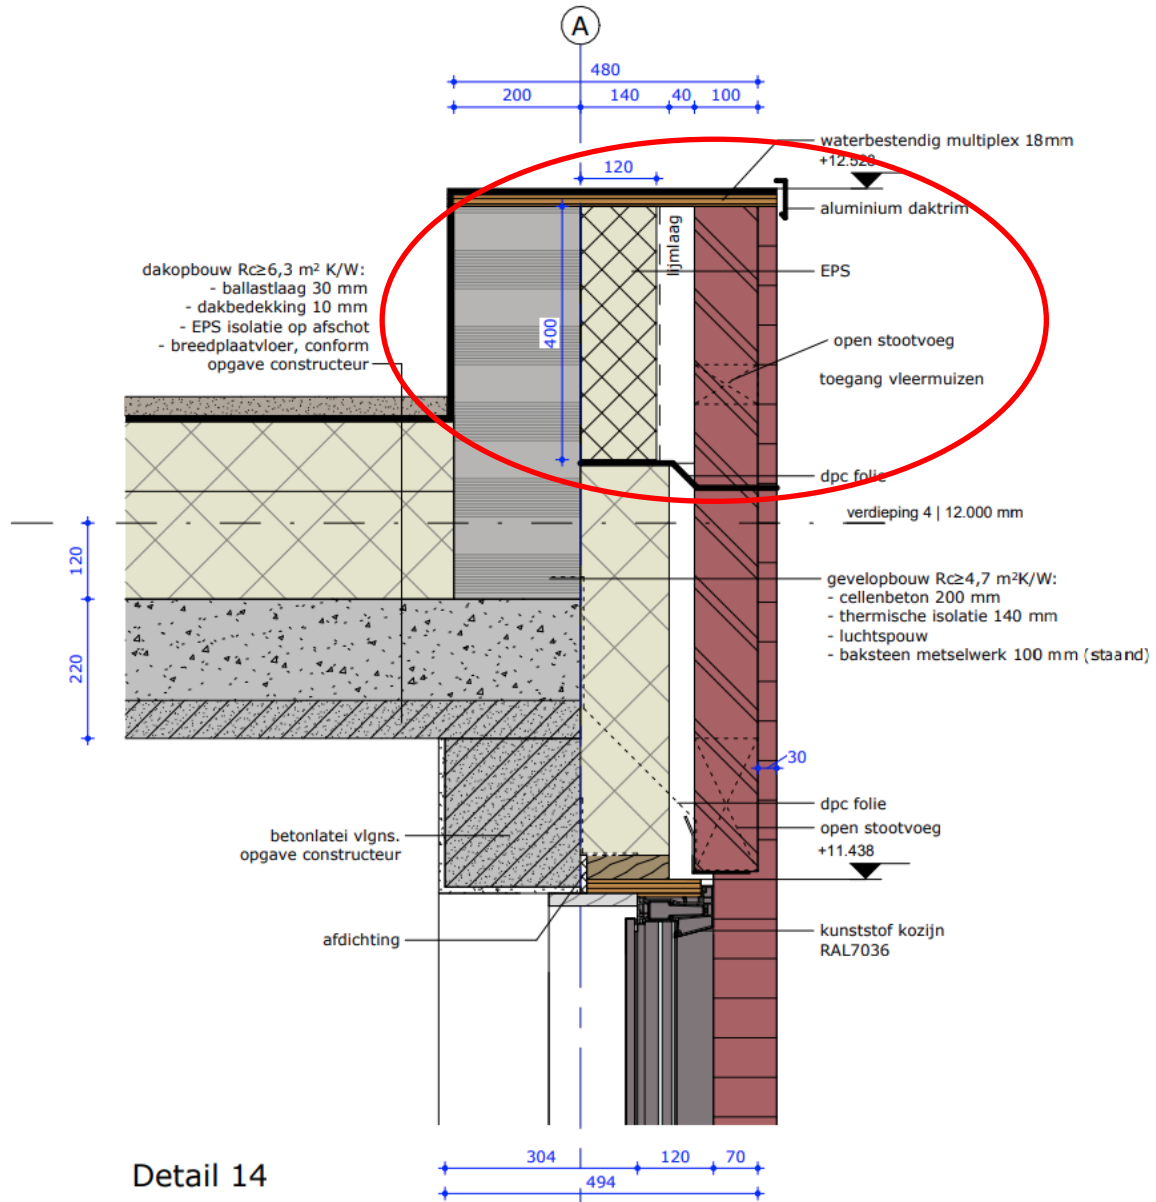 A
480
200
140
40
100
waterbestendig multiplex 18mm
+12.528
120
aluminium daktrim
lijmlaag
EPS
dakopbouw Rc≥6,3 m² K/W:
- ballastlaag 30 mm
- dakbedekking 10 mm
- EPS isolatie op afschot
- breedplaatvloer, conform
opgave constructeur
400
open stootvoeg
toegang vleermuizen
dpc folie
verdieping 4 | 12.000 mm
120
gevelopbouw Rc≥4,7 m²K/W:
- cellenbeton 200 mm
- thermische isolatie 140 mm
- luchtspouw
- baksteen metselwerk 100 mm (staand)
220
30
dpc folie
open stootvoeg
+11.438
betonlatei vlgns.
opgave constructeur
afdichting
kunststof kozijn
RAL7036
Detail 14
304
120
70
494